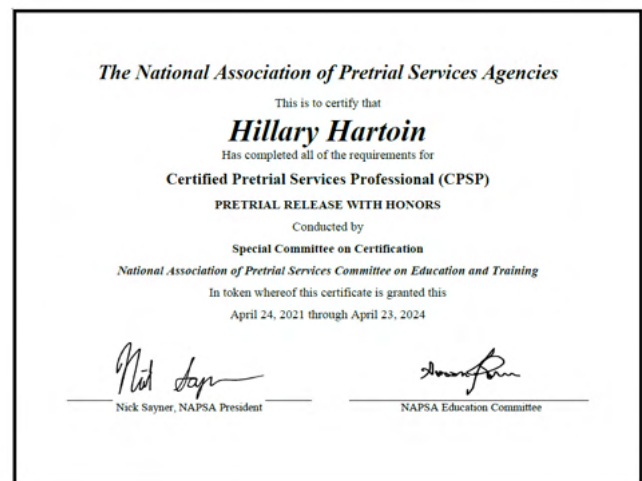 The National Association of Pretrial Services Agencies
This is to certify that
Hillary Hartoin
Has completed all of the requirements for
Certified Pretrial Services Professional (CPSP)
PRETRIAL RELEASE WITH HONORS
Conducted by
Special Committee on Certification
National Association of Pretrial Services Committee on Education and Training
In token whereof this certificate is granted this
April 24, 2021 through April 23, 2024
Nick Sayner, NAPSA President
NAPSA Education Committee